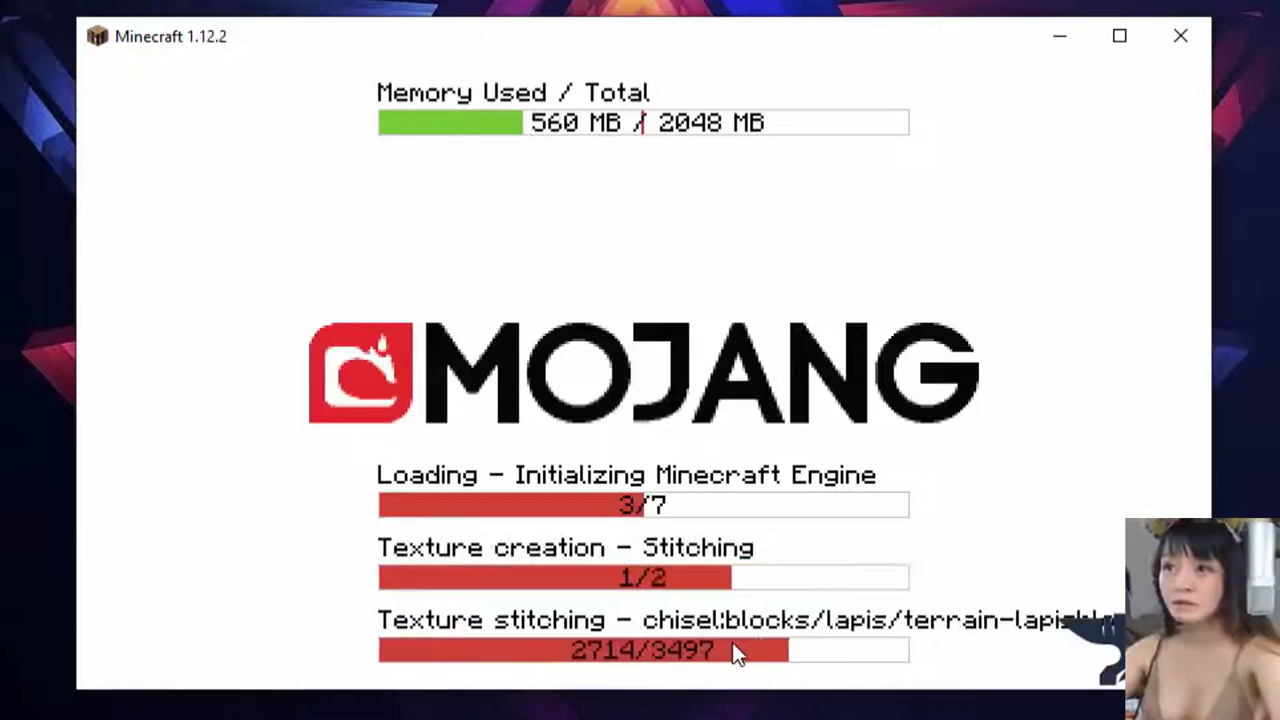 Minecraft 1.12.2
Memory Used / Total
560 MB / 2048 MB
MOJANG
Loading - Initializing Minecraft Engine
3/7
Texture creation - Stitching
1/2
Texture stitching - chisel:blocks/lapis/terrain-lapisblo
2714/3497